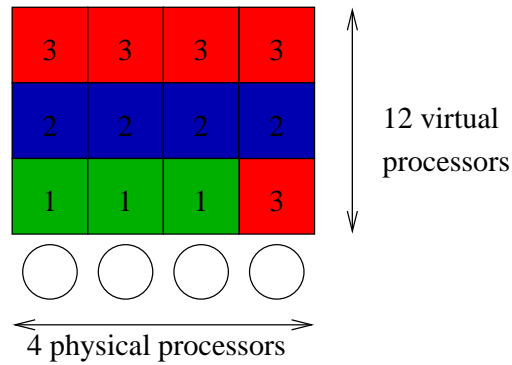 3 3 3 3
2 2 2 2
1 1 1 3
12 virtual
processors
4 physical processors